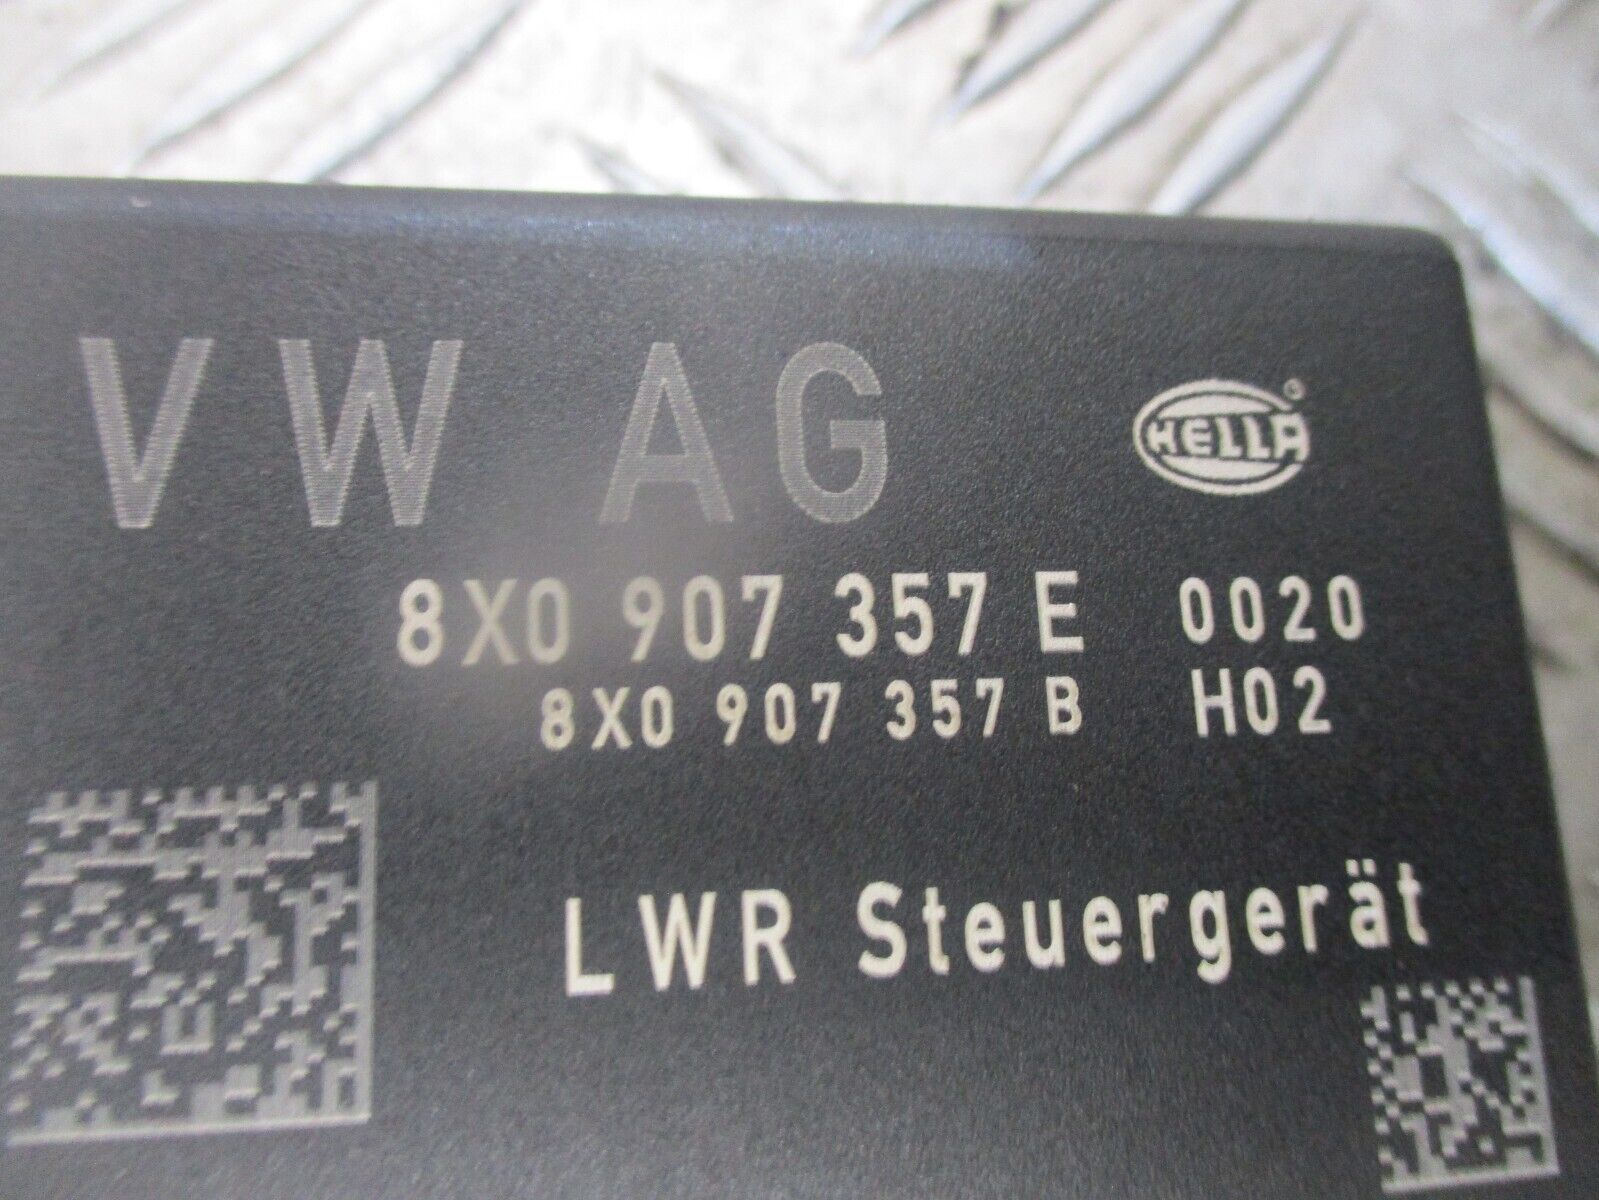 VW AG HELLA ®
8X0 907 357 E 0020
8X0 907 357 B H02
LWR Steuergerät